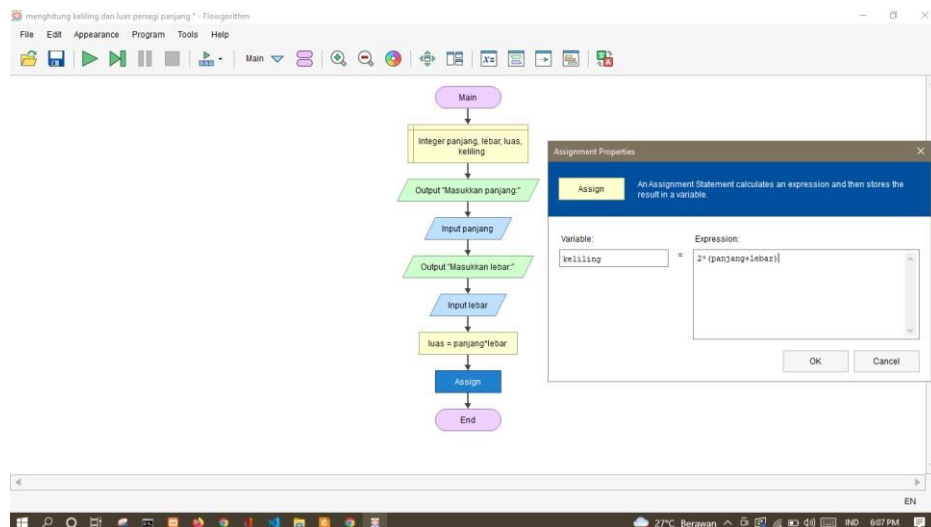 menghitung keliling dan luas persegi panjang * - Flowgorithm
File Edit Appearance Program Tools Help
Main
Main
Integer panjang, lebar, luas,
keliling
Output "Masukkan panjang:"
Input panjang
Output "Masukkan lebar:"
Input lebar
luas = panjang*lebar
Assign
End
Assignment Properties
Assign
An Assignment Statement calculates an expression and then stores the
result in a variable.
Variable:
Expression:
keliling
=
2*(panjang+lebar)
OK
Cancel
EN
27°C Berawan
IND
6:07 PM